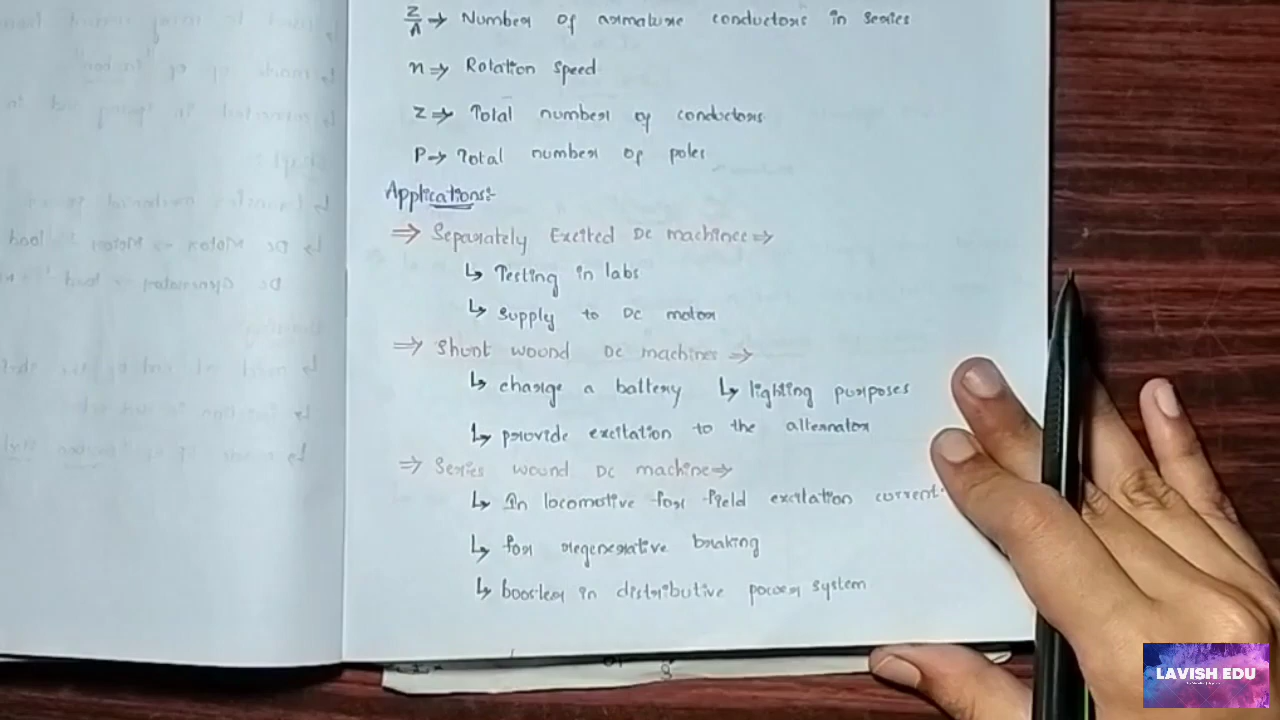 Z/A → Number of armature conductors in series
n ⇒ Rotation speed
Z ⇒ Total number of conductors
P → Total number of poles
Applications:-
⇒ Separately Excited Dc machince ⇒
↳ Testing in labs
↳ supply to DC motor
⇒ Shunt wound DC machines ⇒
↳ charge a battery ↳ lighting purposes
↳ provide excitation to the alternator
⇒ Series wound DC machine ⇒
↳ In locomotive for field excitation current.
↳ for regenerative braking
↳ booster in distributive power system
LAVISH EDU